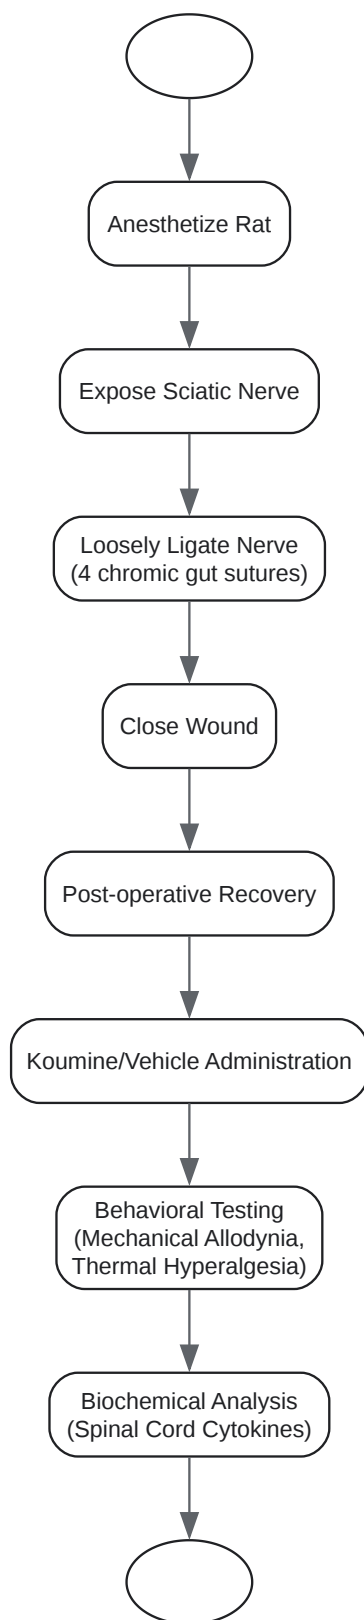 Anesthetize Rat
Expose Sciatic Nerve
Loosely Ligate Nerve
(4 chromic gut sutures)
Close Wound
Post-operative Recovery
Koumine/Vehicle Administration
Behavioral Testing
(Mechanical Allodynia,
Thermal Hyperalgesia)
Biochemical Analysis
(Spinal Cord Cytokines)